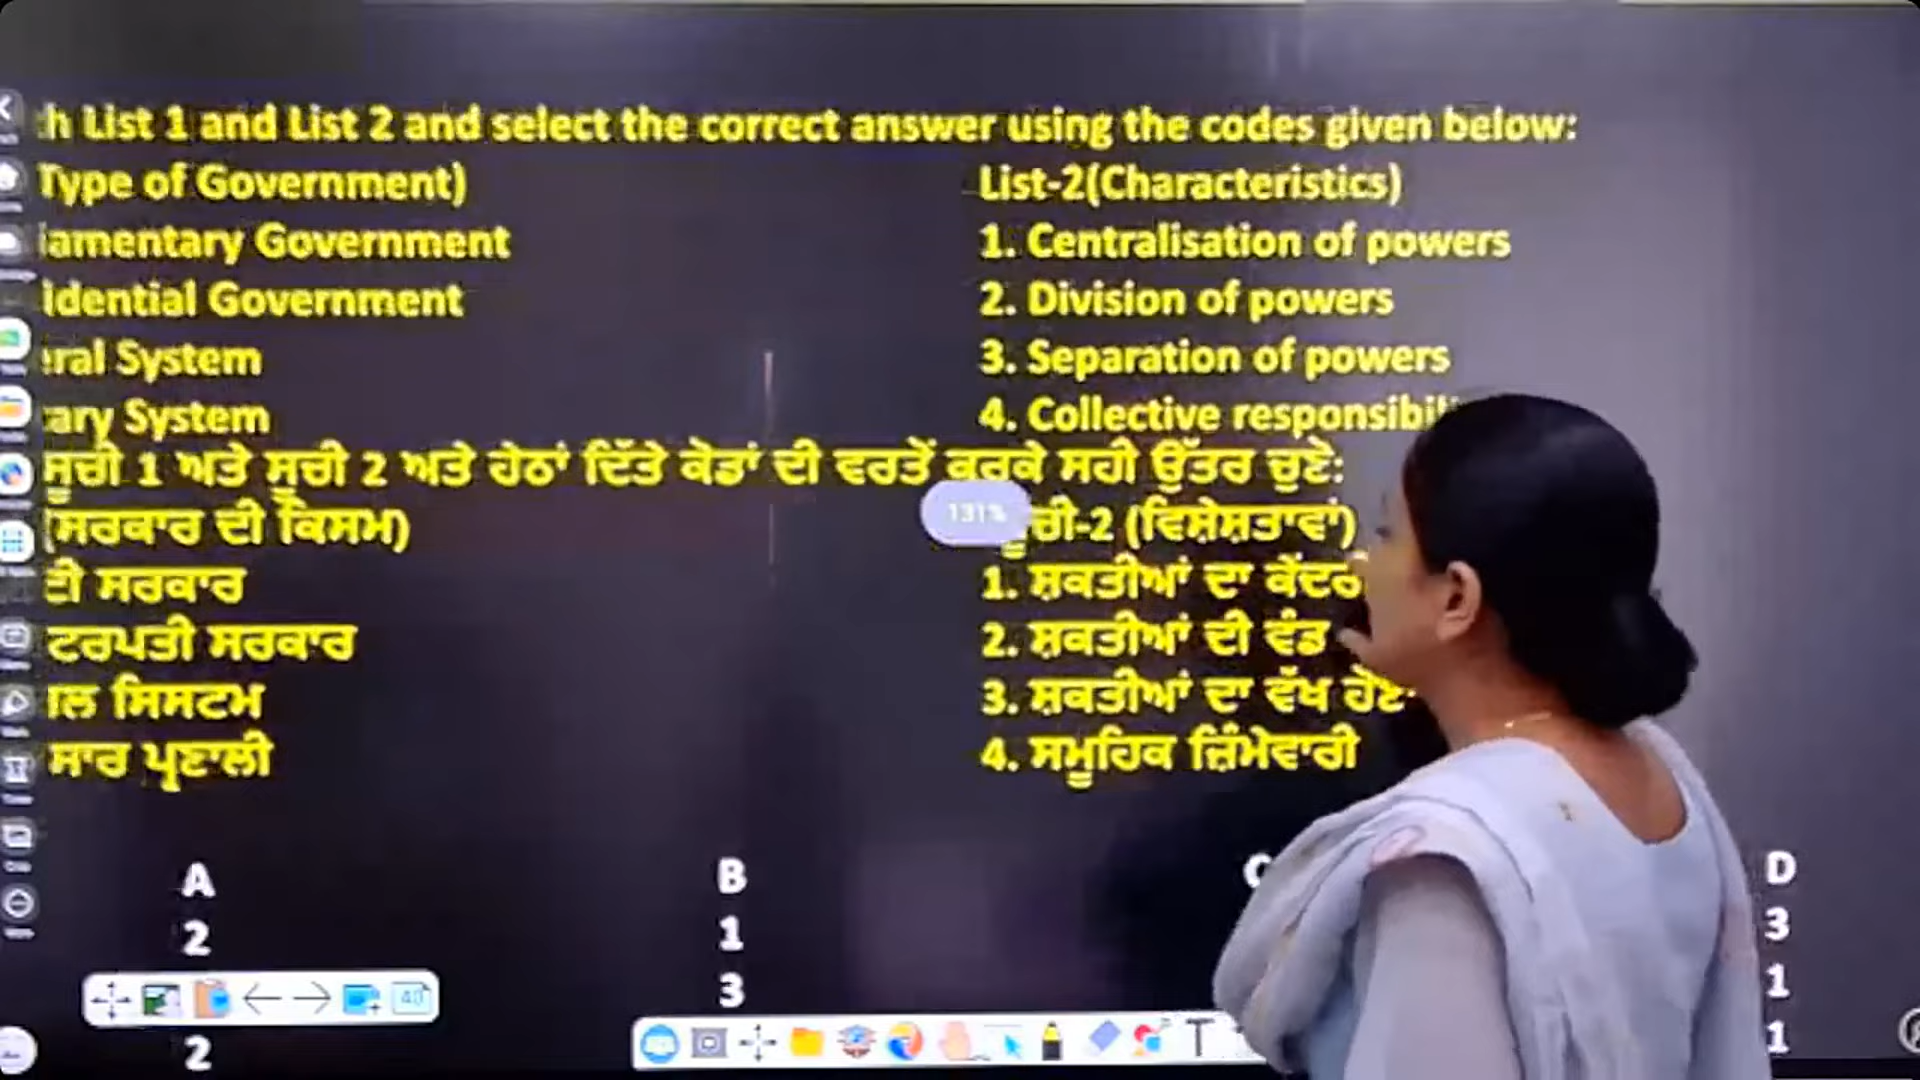 h List 1 and List 2 and select the correct answer using the codes given below:
Type of Government) List-2(Characteristics)
iamentary Government 1. Centralisation of powers
idential Government 2. Division of powers
ral System 3. Separation of powers
ary System 4. Collective responsibil
ਸੂਚੀ 1 ਅਤੇ ਸੂਚੀ 2 ਅਤੇ ਹੇਠਾਂ ਦਿੱਤੇ ਕੋਡਾਂ ਦੀ ਵਰਤੋਂ ਕਰਕੇ ਸਹੀ ਉੱਤਰ ਚੁਣੋ:
(ਸਰਕਾਰ ਦੀ ਕਿਸਮ) ਸੂਚੀ-2 (ਵਿਸ਼ੇਸ਼ਤਾਵਾਂ)
131%
ਟੀ ਸਰਕਾਰ 1. ਸ਼ਕਤੀਆਂ ਦਾ ਕੇਂਦਰੀ
ਟਰਪਤੀ ਸਰਕਾਰ 2. ਸ਼ਕਤੀਆਂ ਦੀ ਵੰਡ
ਲ ਸਿਸਟਮ 3. ਸ਼ਕਤੀਆਂ ਦਾ ਵੱਖ ਹੋਣਾ
ਸਾਰ ਪ੍ਰਣਾਲੀ 4. ਸਮੂਹਿਕ ਜ਼ਿੰਮੇਵਾਰੀ
A B C D
2 1 3
3 1
2 1